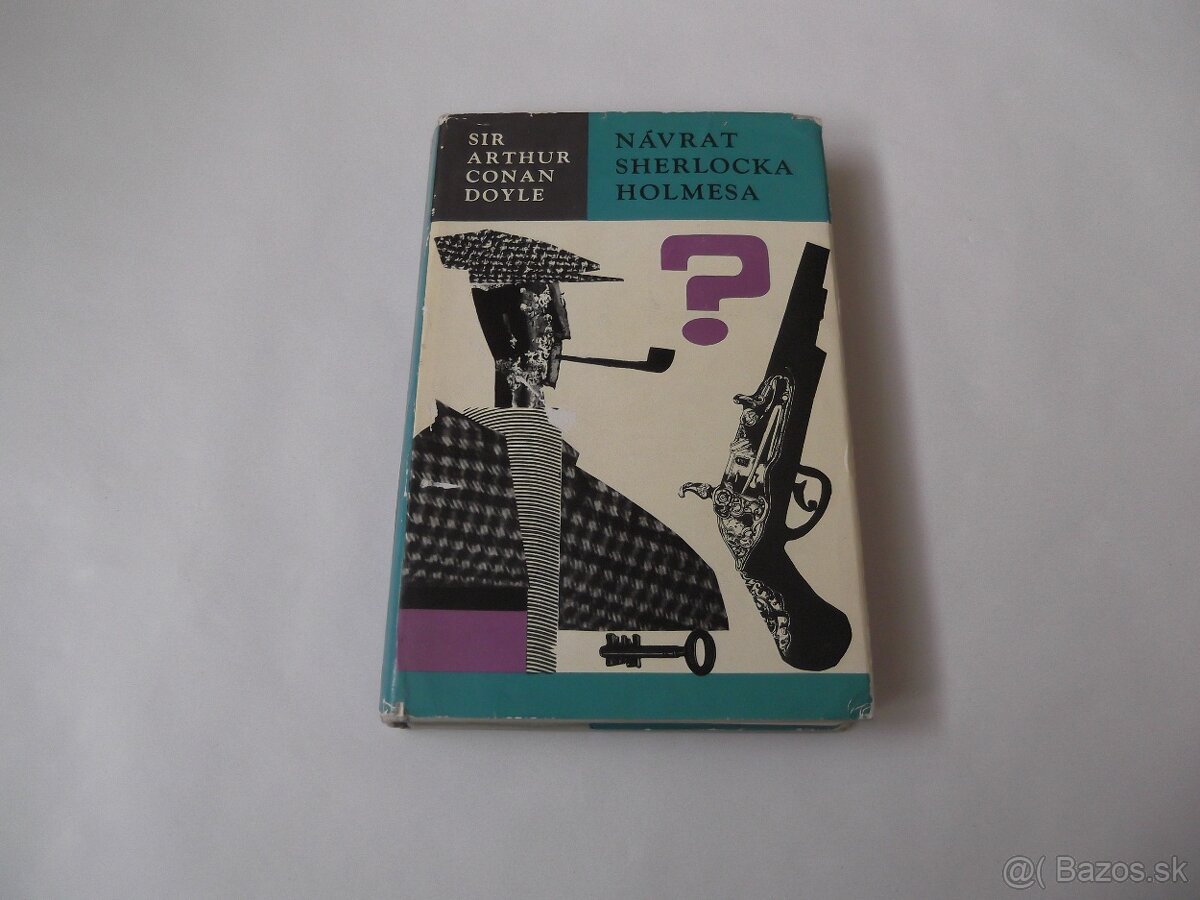 SIR
ARTHUR
CONAN
DOYLE
NÁVRAT
SHERLOCKA
HOLMESA
?
@( Bazos.sk